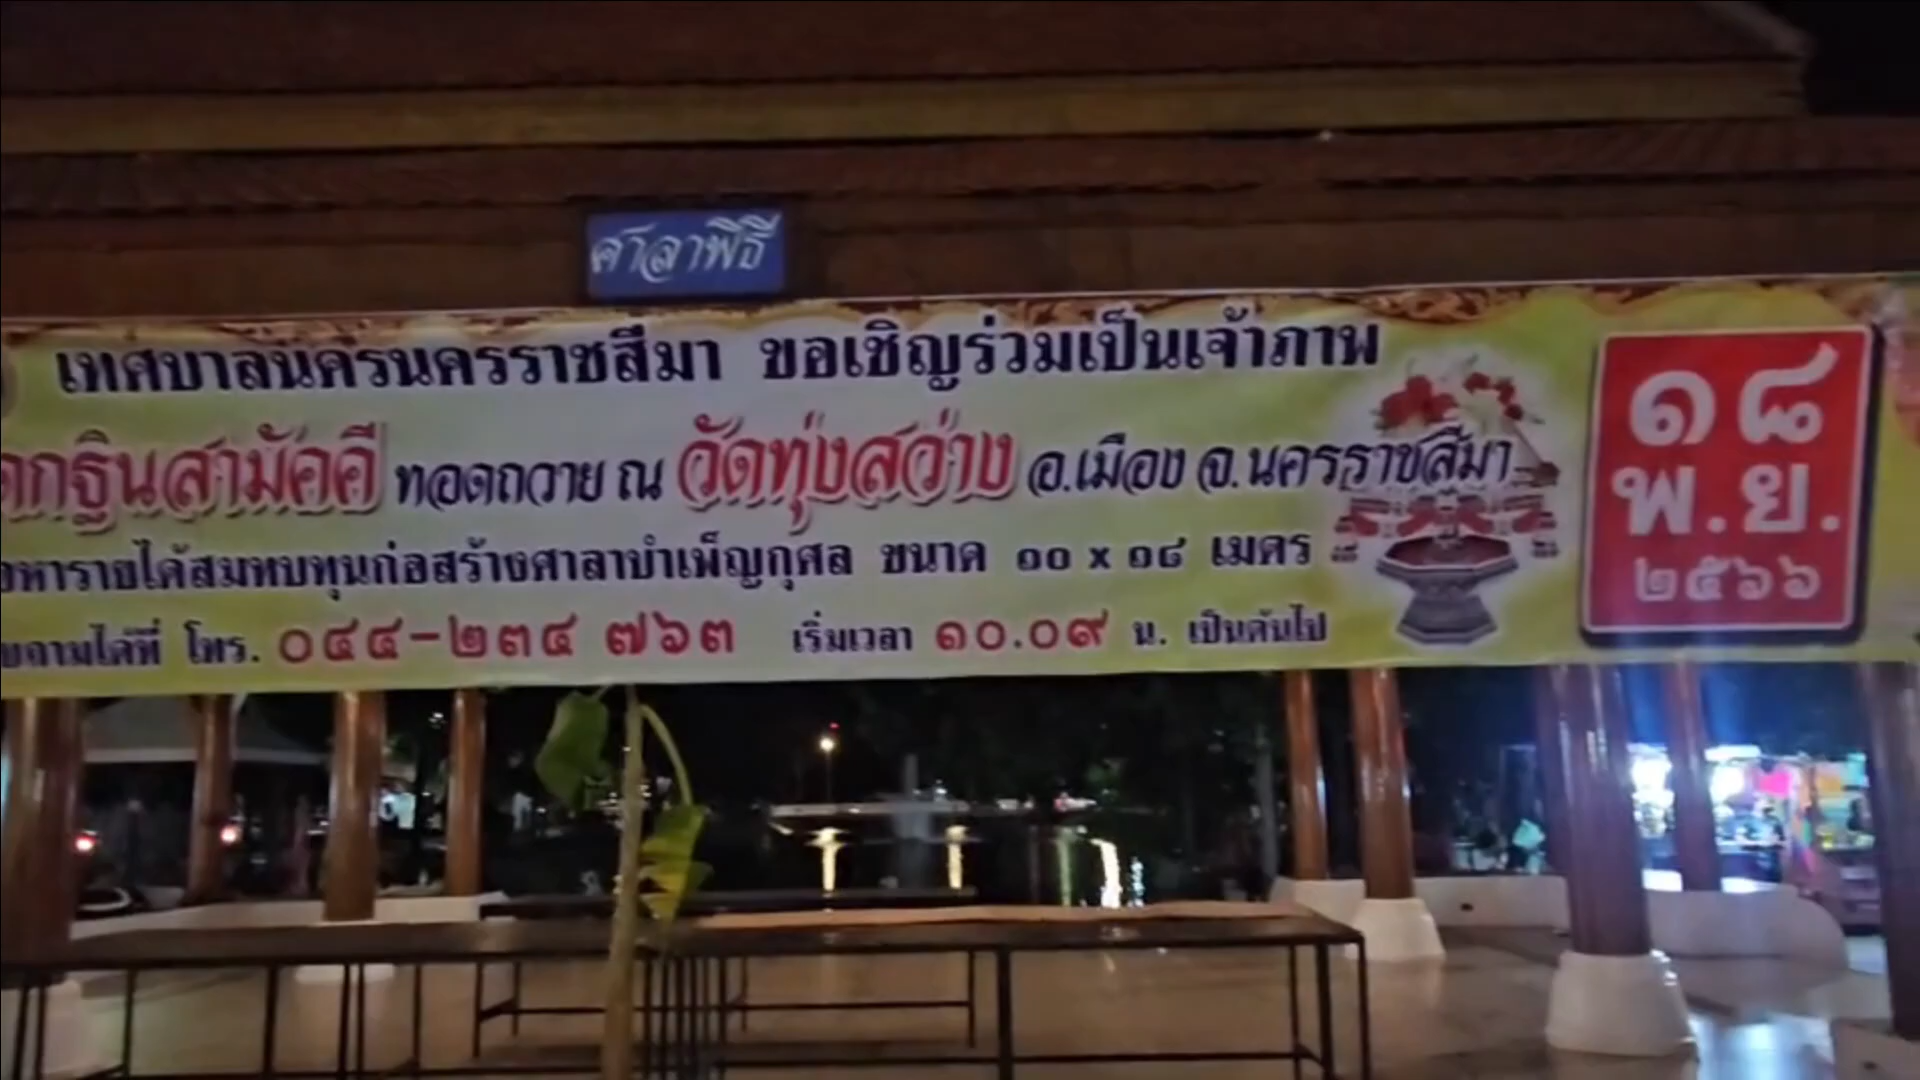 ศาลาพิธี
เทศบาลนครนครราชสีมา ขอเชิญร่วมเป็นเจ้าภาพ
กฐินสามัคคี ทอดถวาย ณ วัดทุ่งสว่าง อ.เมือง จ.นครราชสีมา
หารายได้สมทบทุนก่อสร้างศาลาบำเพ็ญกุศล ขนาด ๑๐ x ๑๘ เมตร
ได้ที่ โทร. ๐๔๔-๒๓๔ ๗๖๓ เริ่มเวลา ๑๐.๐๙ น. เป็นต้นไป
๑๘
พ.ย.
๒๕๖๖